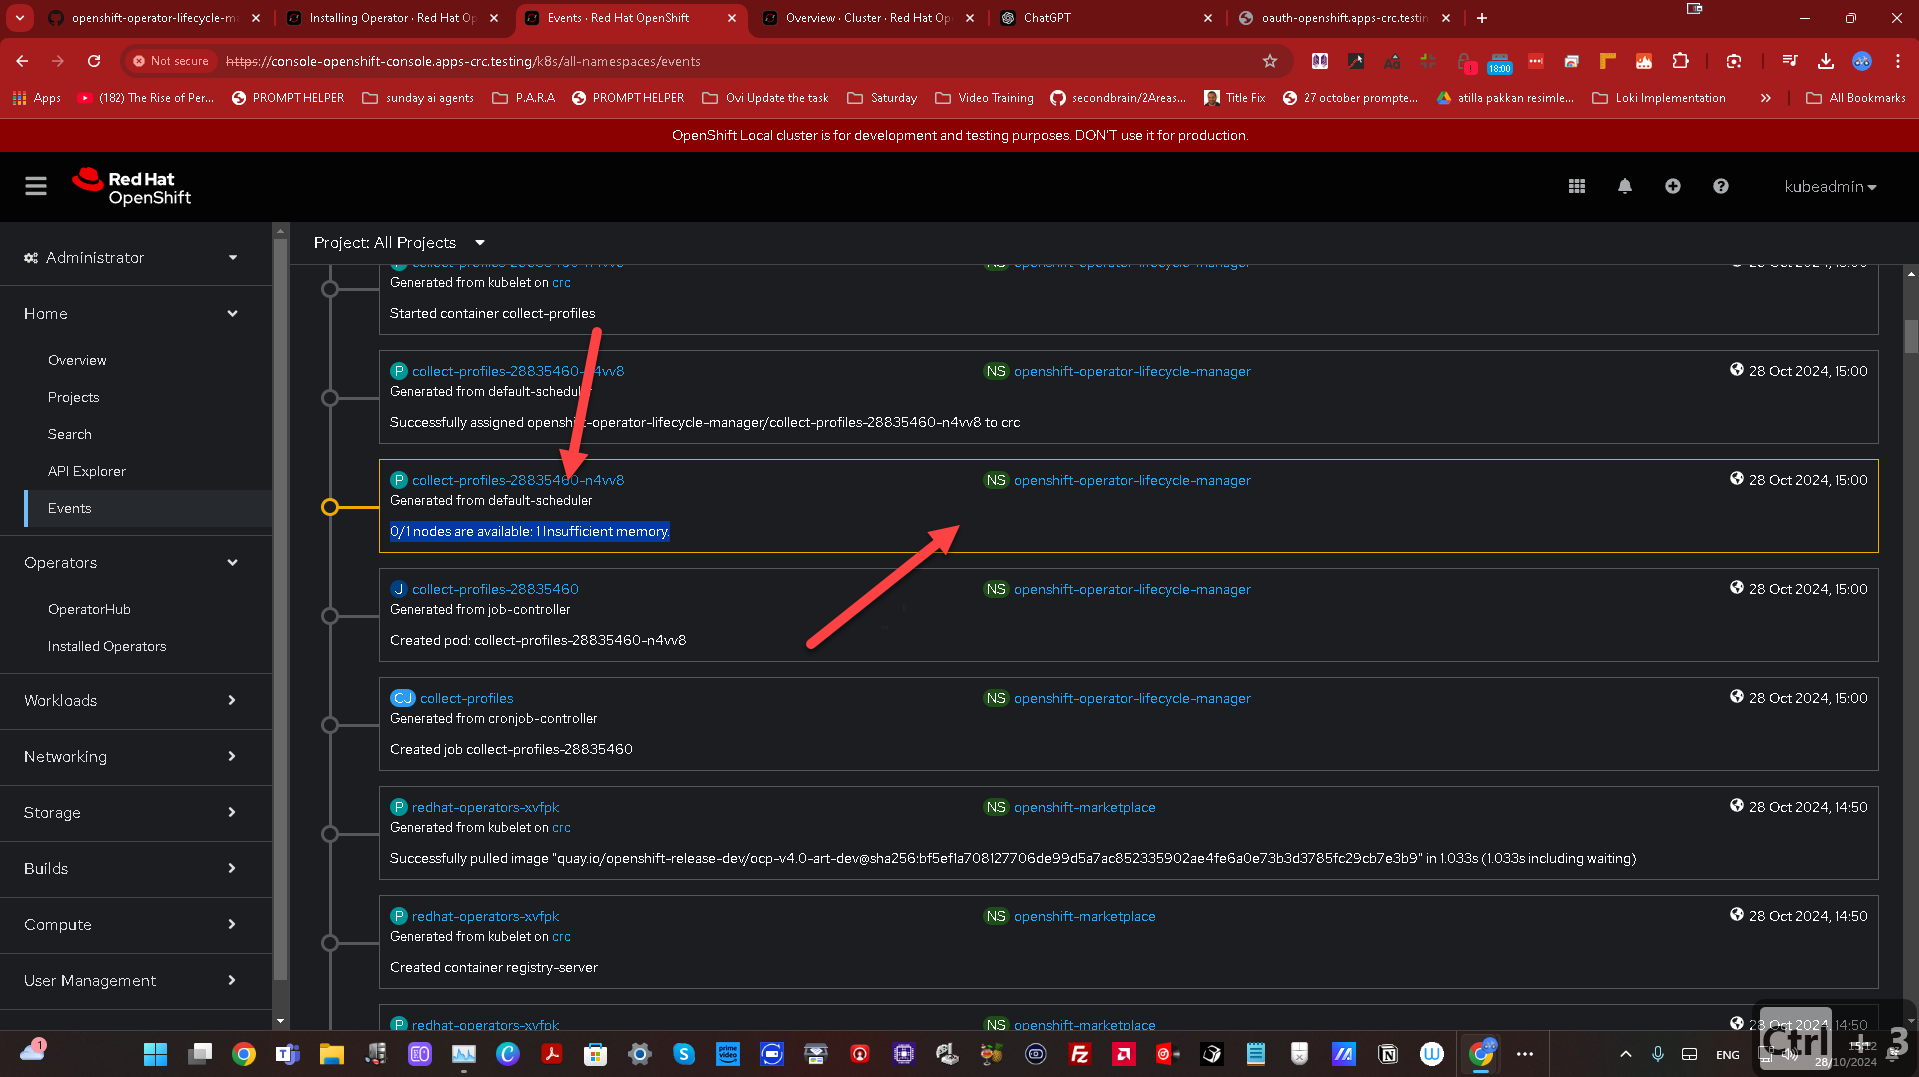 openshift-operator-lifecycle-m
Installing Operator · Red Hat Op
Events · Red Hat OpenShift
Overview · Cluster · Red Hat Op
ChatGPT
oauth-openshift.apps-crc.testin
Not secure
https://console-openshift-console.apps-crc.testing/k8s/all-namespaces/events
18:00
Apps
(182) The Rise of Per...
PROMPT HELPER
sunday ai agents
P.A.R.A
PROMPT HELPER
Ovi Update the task
Saturday
Video Training
secondbrain/2Areas...
Title Fix
27 october prompte...
atilla pakkan resimle...
Loki Implementation
All Bookmarks
OpenShift Local cluster is for development and testing purposes. DON'T use it for production.
Red Hat
OpenShift
kubeadmin
Project: All Projects
Administrator
Home
Overview
Projects
Search
API Explorer
Events
Operators
OperatorHub
Installed Operators
Workloads
Networking
Storage
Builds
Compute
User Management
Generated from kubelet on crc
Started container collect-profiles
P collect-profiles-28835460-n4vv8
NS openshift-operator-lifecycle-manager
28 Oct 2024, 15:00
Generated from default-scheduler
Successfully assigned openshift-operator-lifecycle-manager/collect-profiles-28835460-n4vv8 to crc
P collect-profiles-28835460-n4vv8
NS openshift-operator-lifecycle-manager
28 Oct 2024, 15:00
Generated from default-scheduler
0/1 nodes are available: 1 Insufficient memory.
J collect-profiles-28835460
NS openshift-operator-lifecycle-manager
28 Oct 2024, 15:00
Generated from job-controller
Created pod: collect-profiles-28835460-n4vv8
CJ collect-profiles
NS openshift-operator-lifecycle-manager
28 Oct 2024, 15:00
Generated from cronjob-controller
Created job collect-profiles-28835460
P redhat-operators-xvfpk
NS openshift-marketplace
28 Oct 2024, 14:50
Generated from kubelet on crc
Successfully pulled image "quay.io/openshift-release-dev/ocp-v4.0-art-dev@sha256:bf5ef1a708127706de99d5a7ac852335902ae4fe6a0e73b3d3785fc29cb7e3b9" in 1.033s (1.033s including waiting)
P redhat-operators-xvfpk
NS openshift-marketplace
28 Oct 2024, 14:50
Generated from kubelet on crc
Created container registry-server
P redhat-operators-xvfpk
NS openshift-marketplace
28 Oct 2024, 14:50
Ctrl + 3
1
ENG
15:12
28/10/2024